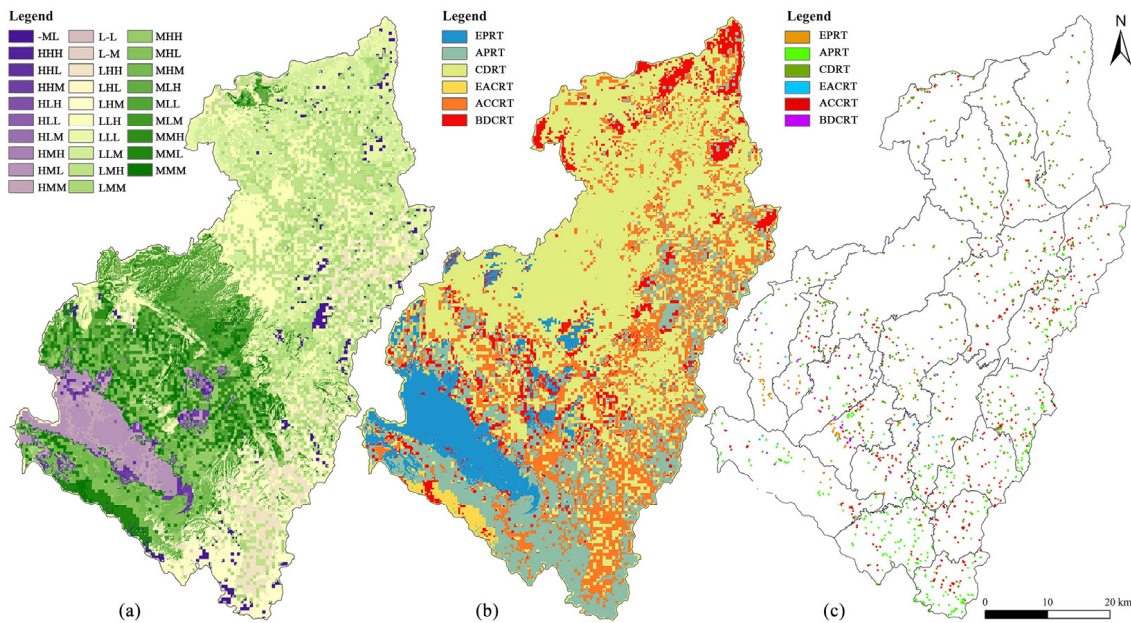 Legend
-ML L-L MHH
HHH L-M MHL
HHL LHH MHM
HHM LHL MLH
HLH LHM MLL
HLL LLH MLM
HLM LLL MMH
HMH LLM MML
HML LMH MMM
HMM LMM
(a)
Legend
EPRT
APRT
CDRT
EACRT
ACCRT
BDCRT
(b)
Legend
EPRT
APRT
CDRT
EACRT
ACCRT
BDCRT
(c)
N
0 10 20 km